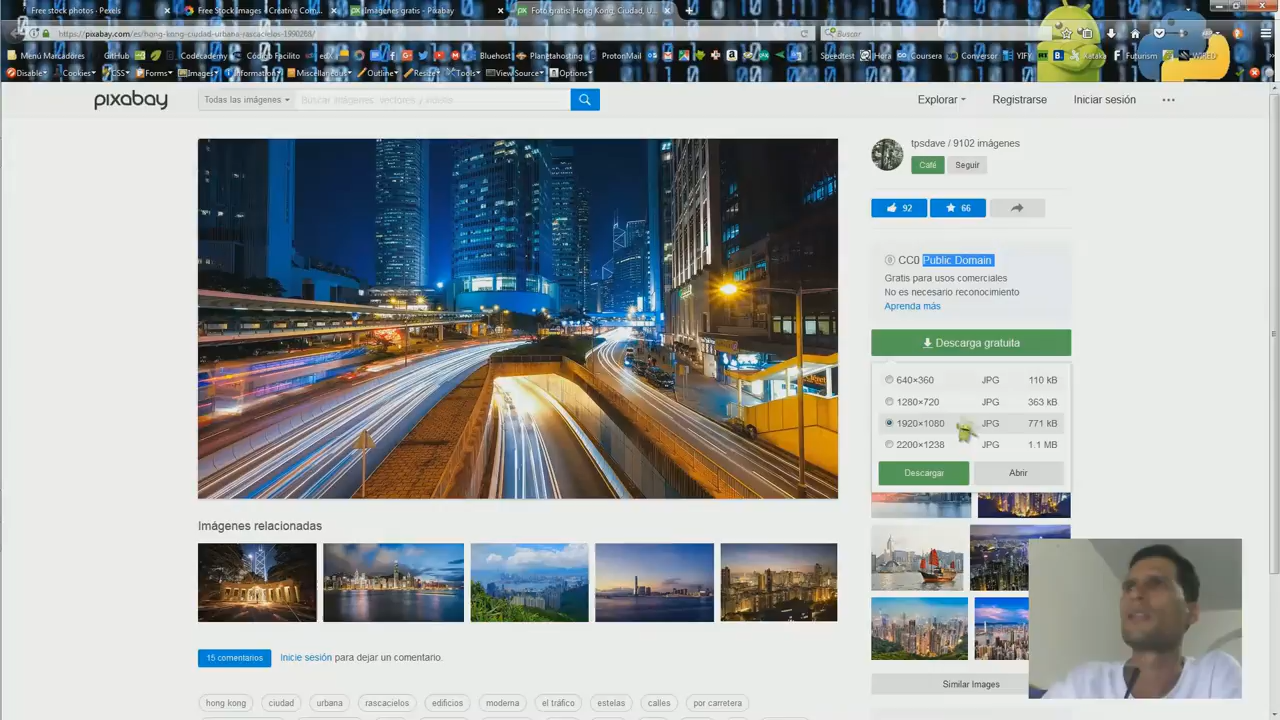 Free stock photos · Pexels
Free Stock Images - Creative Com...
Imágenes gratis - Pixabay
Foto gratis: Hong Kong, Ciudad, U...
https://pixabay.com/es/hong-kong-ciudad-urbana-rascacielos-1990268/
Buscar
Menú Marcadores
GitHub
Codecademy
Código Facilito
edX
Bluehost
Planetahosting
ProtonMail
Speedtest
Hora
Coursera
Conversor
YIFY
Xataka
Futurism
WIRED
Disable
Cookies
CSS
Forms
Images
Information
Miscellaneous
Outline
Resize
Tools
View Source
Options
pixabay
Todas las imágenes
Buscar imágenes, vectores y videos
Explorar
Registrarse
Iniciar sesión
tpsdave / 9102 imágenes
Café
Seguir
92
66
CC0 Public Domain
Gratis para usos comerciales
No es necesario reconocimiento
Aprenda más
Descarga gratuita
640×360 JPG 110 kB
1280×720 JPG 363 kB
1920×1080 JPG 771 kB
2200×1238 JPG 1.1 MB
Descargar
Abrir
Imágenes relacionadas
15 comentarios
Inicie sesión para dejar un comentario.
Similar Images
hong kong
ciudad
urbana
rascacielos
edificios
moderna
el tráfico
estelas
calles
por carretera